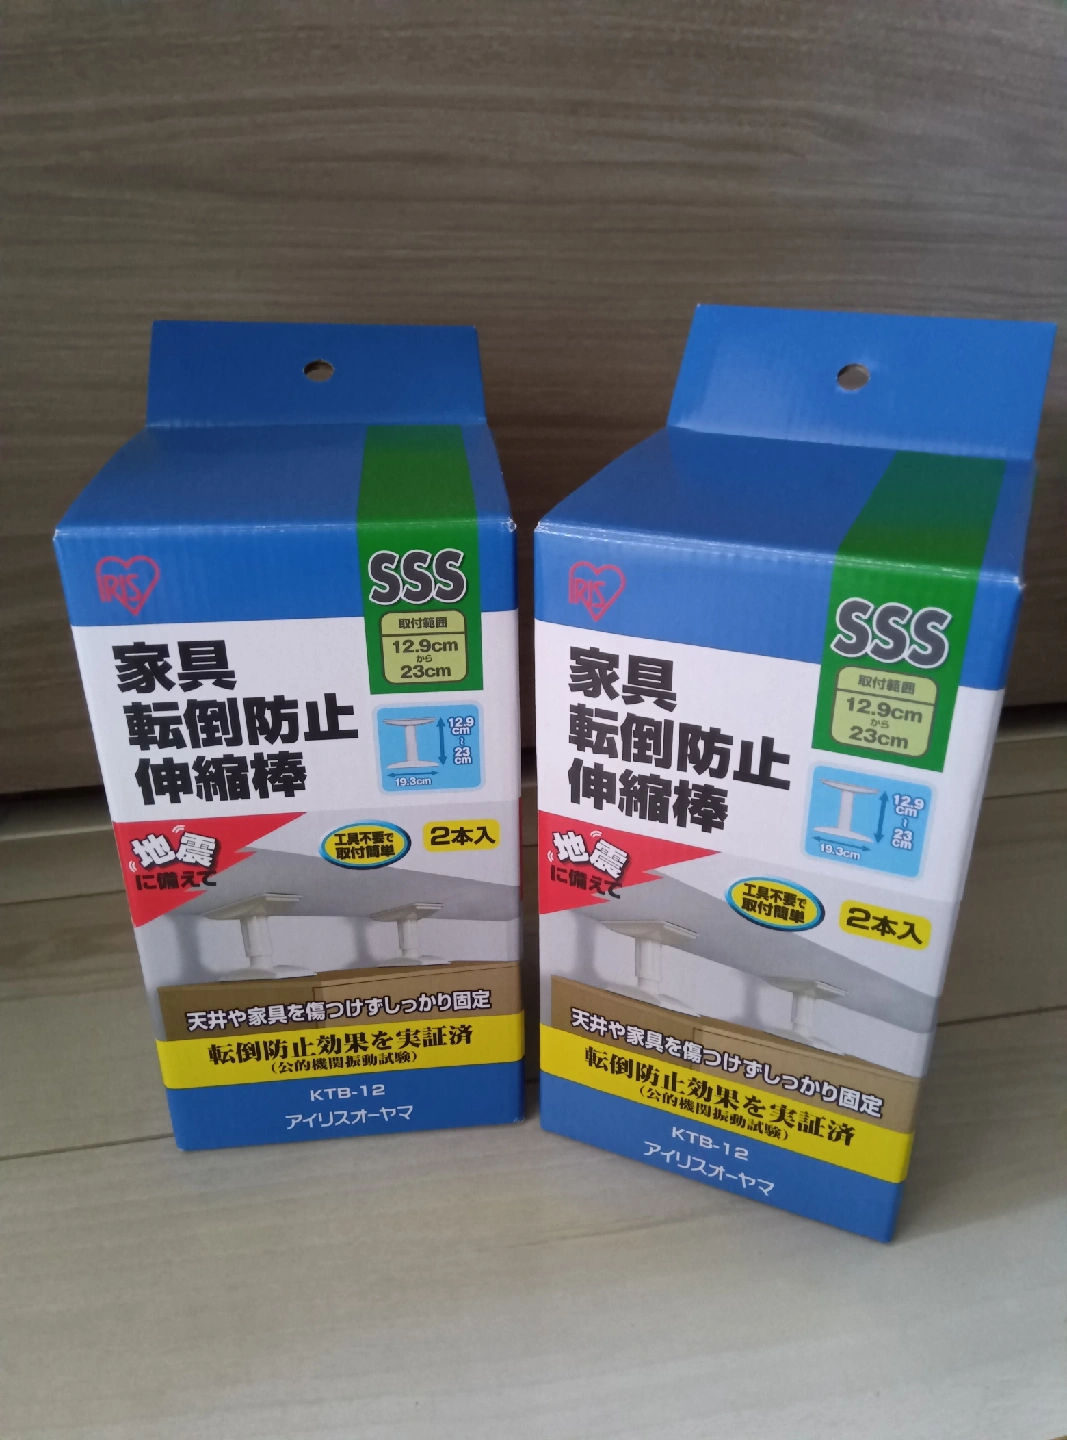 IRIS
SSS
取付範囲
12.9cm
から
23cm
家具
転倒防止
伸縮棒
12.9
cm
~
23
cm
19.3cm
地震
に備えて
工具不要で
取付簡単
2本入
天井や家具を傷つけずしっかり固定
転倒防止効果を実証済
(公的機関振動試験)
KTB-12
アイリスオーヤマ
IRIS
SSS
取付範囲
12.9cm
から
23cm
家具
転倒防止
伸縮棒
12.9
cm
~
23
cm
19.3cm
地震
に備えて
工具不要で
取付簡単
2本入
天井や家具を傷つけずしっかり固定
転倒防止効果を実証済
(公的機関振動試験)
KTB-12
アイリスオーヤマ